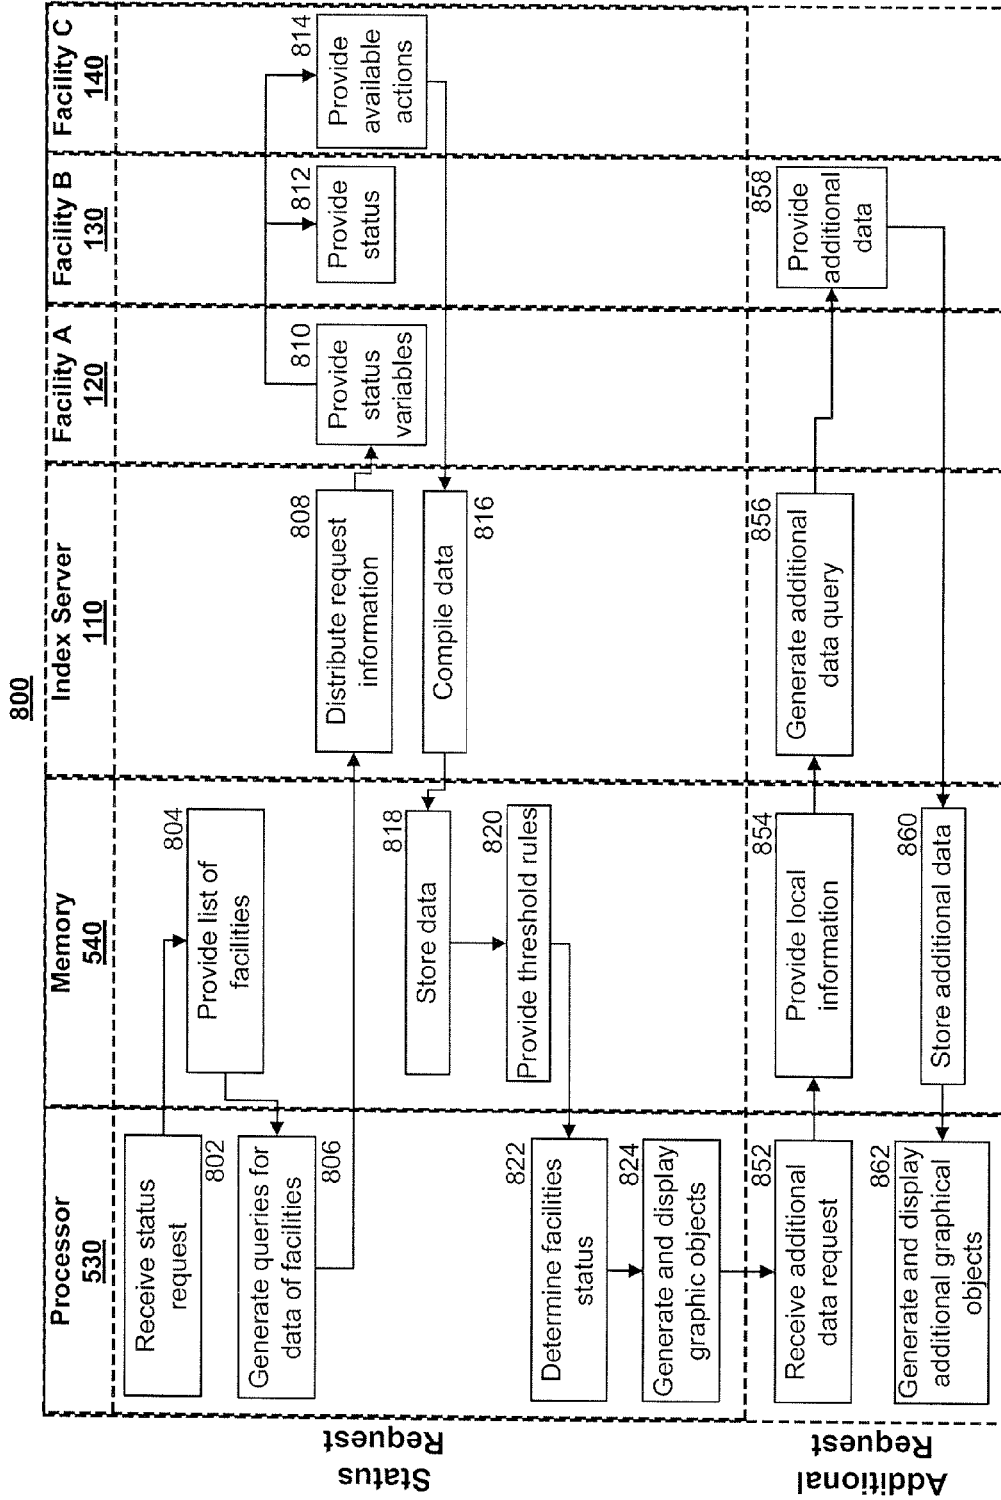 800
Processor
530
Memory
540
Index Server
110
Facility A
120
Facility B
130
Facility C
140
Status
Request
Receive status
request
802
Provide list of
facilities
804
Generate queries for
data of facilities
806
Distribute request
information
808
Provide
status
variables
810
Provide
status
812
Provide
available
actions
814
Compile data
816
Store data
818
Provide threshold rules
820
Determine facilities
status
822
Generate and display
graphic objects
824
Additional
Request
Receive additional
data request
852
Provide local
information
854
Generate additional
data query
856
Provide
additional
data
858
Store additional data
860
Generate and display
additional graphical
objects
862